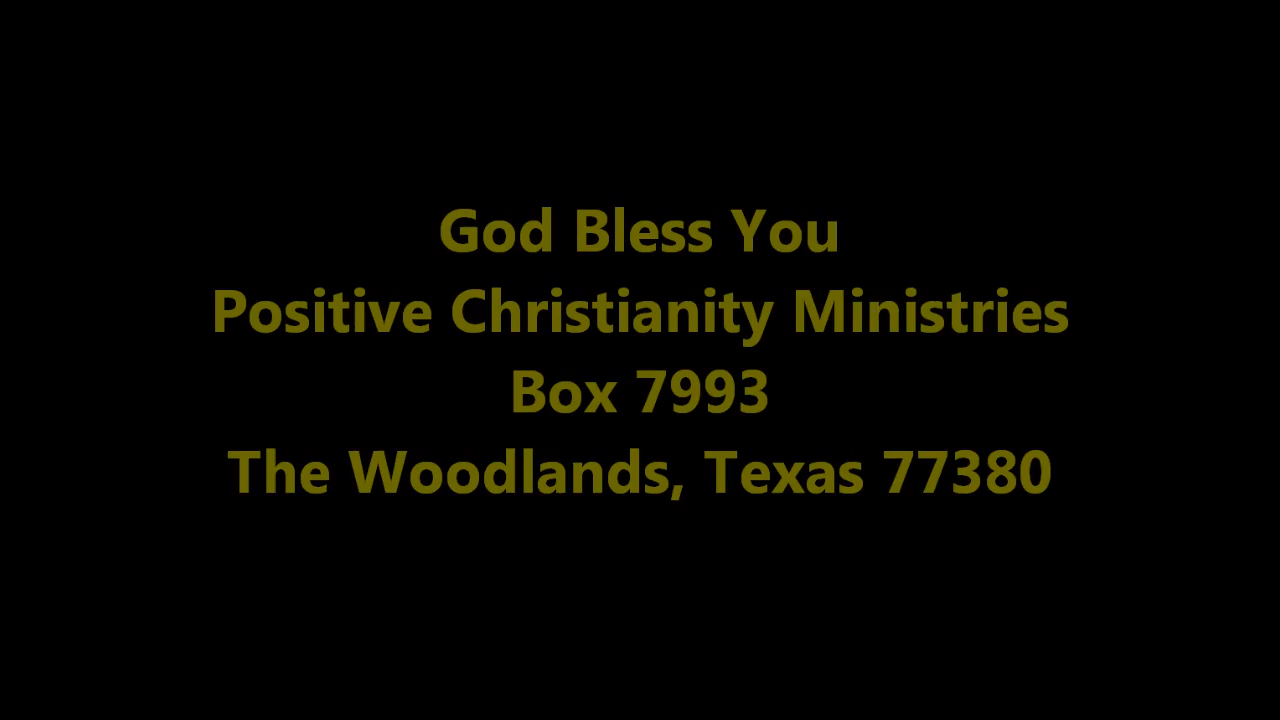 God Bless You
Positive Christianity Ministries
Box 7993
The Woodlands, Texas 77380